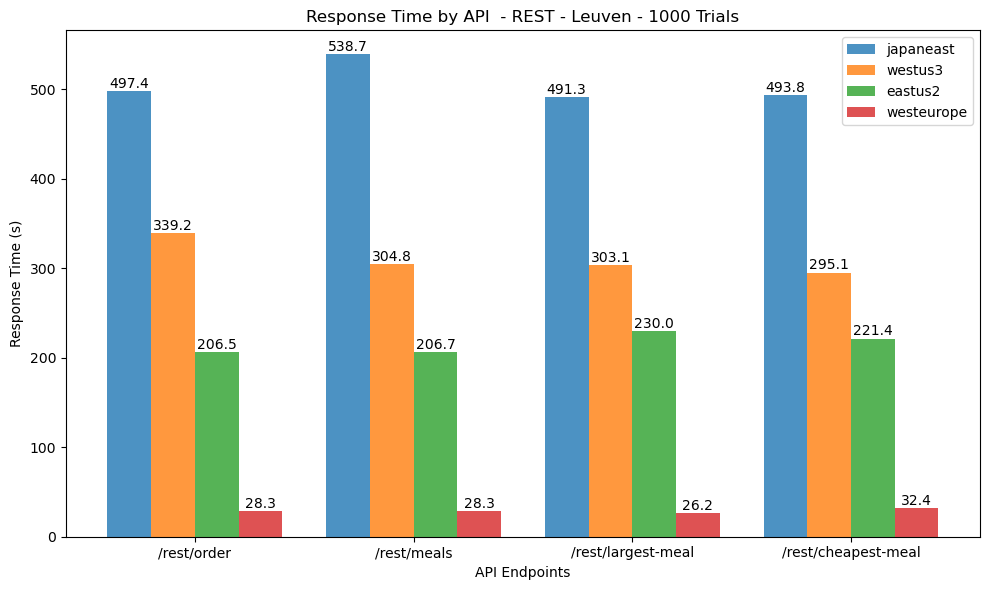 Response Time by API  - REST - Leuven - 1000 Trials
japaneast
westus3
eastus2
westeurope
Response Time (s)
500
400
300
200
100
0
497.4
339.2
206.5
28.3
538.7
304.8
206.7
28.3
491.3
303.1
230.0
26.2
493.8
295.1
221.4
32.4
/rest/order
/rest/meals
/rest/largest-meal
/rest/cheapest-meal
API Endpoints